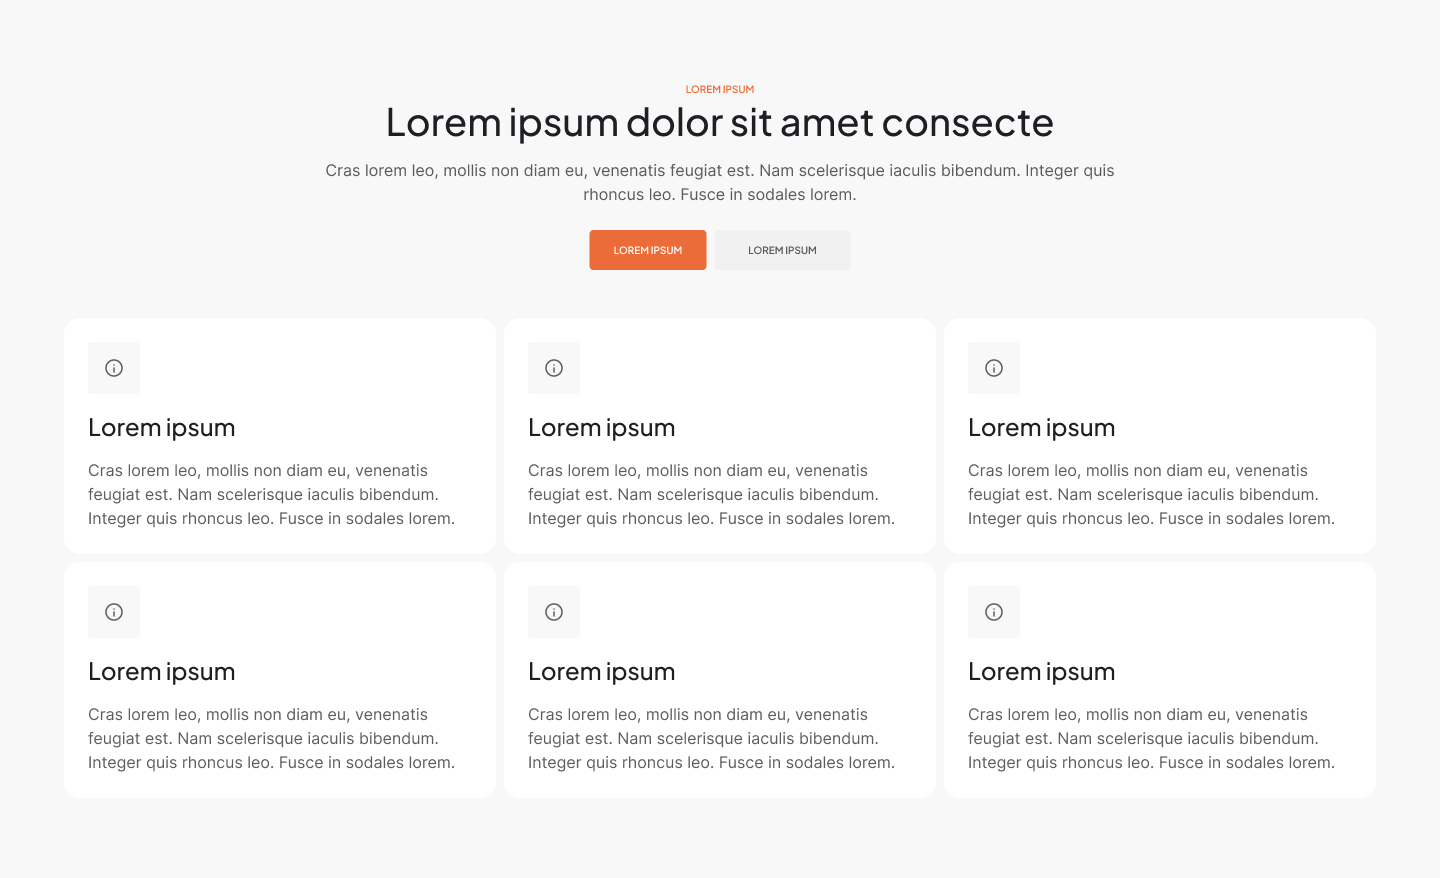 LOREM IPSUM
Lorem ipsum dolor sit amet consecte
Cras lorem leo, mollis non diam eu, venenatis feugiat est. Nam scelerisque iaculis bibendum. Integer quis
rhoncus leo. Fusce in sodales lorem.
LOREM IPSUM
LOREM IPSUM
Lorem ipsum
Cras lorem leo, mollis non diam eu, venenatis
feugiat est. Nam scelerisque iaculis bibendum.
Integer quis rhoncus leo. Fusce in sodales lorem.
Lorem ipsum
Cras lorem leo, mollis non diam eu, venenatis
feugiat est. Nam scelerisque iaculis bibendum.
Integer quis rhoncus leo. Fusce in sodales lorem.
Lorem ipsum
Cras lorem leo, mollis non diam eu, venenatis
feugiat est. Nam scelerisque iaculis bibendum.
Integer quis rhoncus leo. Fusce in sodales lorem.
Lorem ipsum
Cras lorem leo, mollis non diam eu, venenatis
feugiat est. Nam scelerisque iaculis bibendum.
Integer quis rhoncus leo. Fusce in sodales lorem.
Lorem ipsum
Cras lorem leo, mollis non diam eu, venenatis
feugiat est. Nam scelerisque iaculis bibendum.
Integer quis rhoncus leo. Fusce in sodales lorem.
Lorem ipsum
Cras lorem leo, mollis non diam eu, venenatis
feugiat est. Nam scelerisque iaculis bibendum.
Integer quis rhoncus leo. Fusce in sodales lorem.